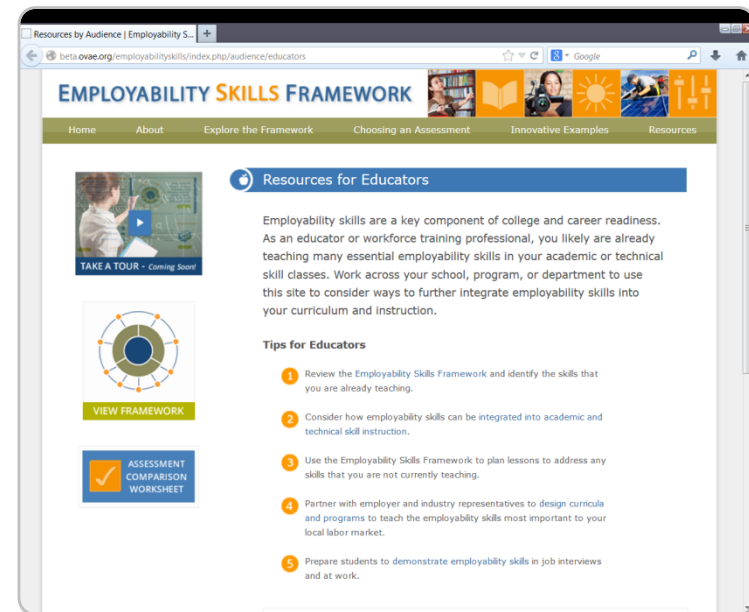 Resources by Audience | Employability S...
beta.ovae.org/employabilityskills/index.php/audience/educators
Google
EMPLOYABILITY SKILLS FRAMEWORK
Home About Explore the Framework Choosing an Assessment Innovative Examples Resources
TAKE A TOUR - Coming Soon!
VIEW FRAMEWORK
ASSESSMENT
COMPARISON
WORKSHEET
Resources for Educators
Employability skills are a key component of college and career readiness.
As an educator or workforce training professional, you likely are already
teaching many essential employability skills in your academic or technical
skill classes. Work across your school, program, or department to use
this site to consider ways to further integrate employability skills into
your curriculum and instruction.
Tips for Educators
1 Review the Employability Skills Framework and identify the skills that
you are already teaching.
2 Consider how employability skills can be integrated into academic and
technical skill instruction.
3 Use the Employability Skills Framework to plan lessons to address any
skills that you are not currently teaching.
4 Partner with employer and industry representatives to design curricula
and programs to teach the employability skills most important to your
local labor market.
5 Prepare students to demonstrate employability skills in job interviews
and at work.